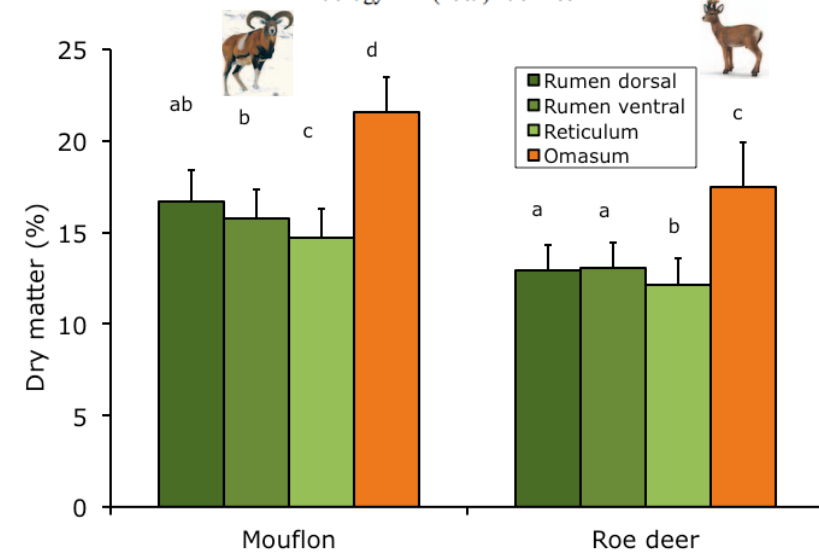 25
20
15
10
5
0
Dry matter (%)
ab
b
c
d
a
a
b
c
Rumen dorsal
Rumen ventral
Reticulum
Omasum
Mouflon
Roe deer